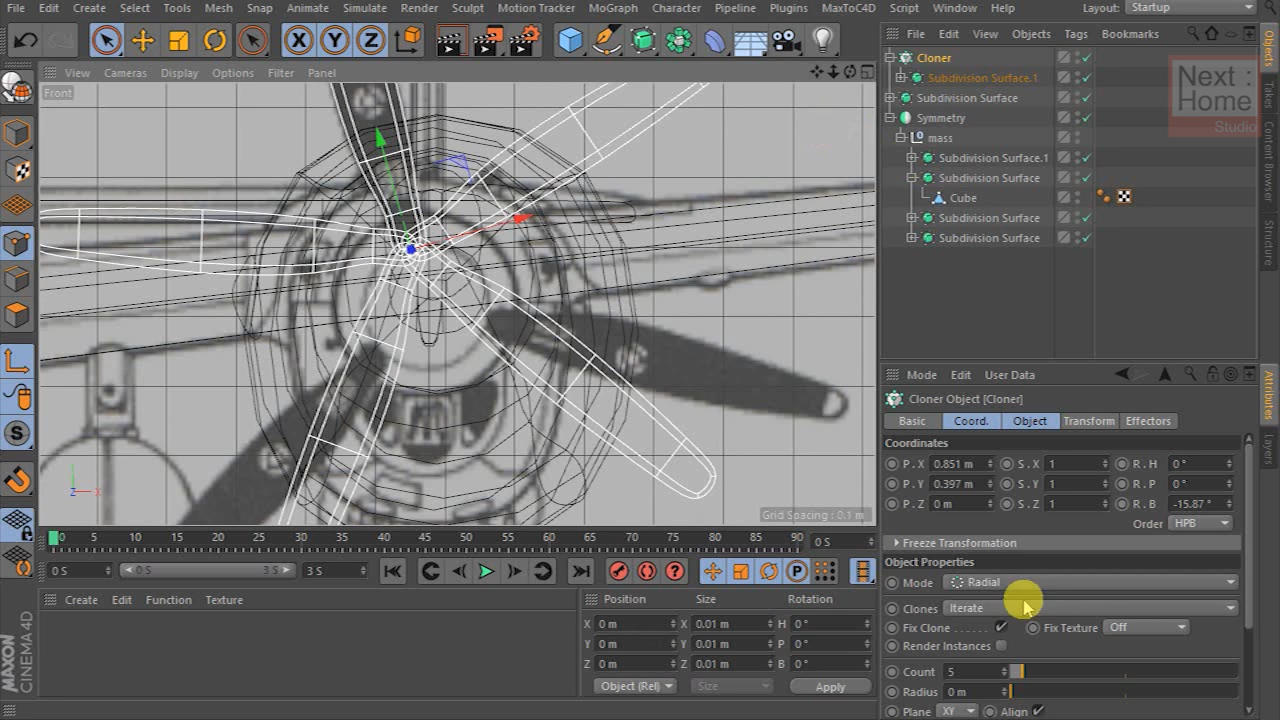 File Edit Create Select Tools Mesh Snap Animate Simulate Render Sculpt Motion Tracker MoGraph Character Pipeline Plugins MaxToC4D Script Window Help Layout: Startup
X Y Z
File Edit View Objects Tags Bookmarks
View Cameras Display Options Filter Panel
Front
Cloner
Subdivision Surface.1
Subdivision Surface
Symmetry
mass
Subdivision Surface.1
Subdivision Surface
Cube
Subdivision Surface
Subdivision Surface
Next :
Home
Studio
Objects
Takes
Content Browser
Structure
Mode Edit User Data
Cloner Object [Cloner]
Basic Coord. Object Transform Effectors
Coordinates
P . X 0.851 m S . X 1 R . H 0 °
P . Y 0.397 m S . Y 1 R . P 0 °
P . Z 0 m S . Z 1 R . B -15.87 °
Order HPB
Freeze Transformation
Object Properties
Mode Radial
Clones Iterate
Fix Clone . . . . . . Fix Texture Off
Render Instances
Count 5
Radius 0 m
Plane XY Align
Attributes
Layers
Z X
Grid Spacing : 0.1 m
0 5 10 15 20 25 30 35 40 45 50 55 60 65 70 75 80 85 90 0 S
0 S 0 S 3 S 3 S
Create Edit Function Texture
Position Size Rotation
X 0 m X 0.01 m H 0 °
Y 0 m Y 0.01 m P 0 °
Z 0 m Z 0.01 m B 0 °
Object (Rel) Size Apply
MAXON
CINEMA 4D